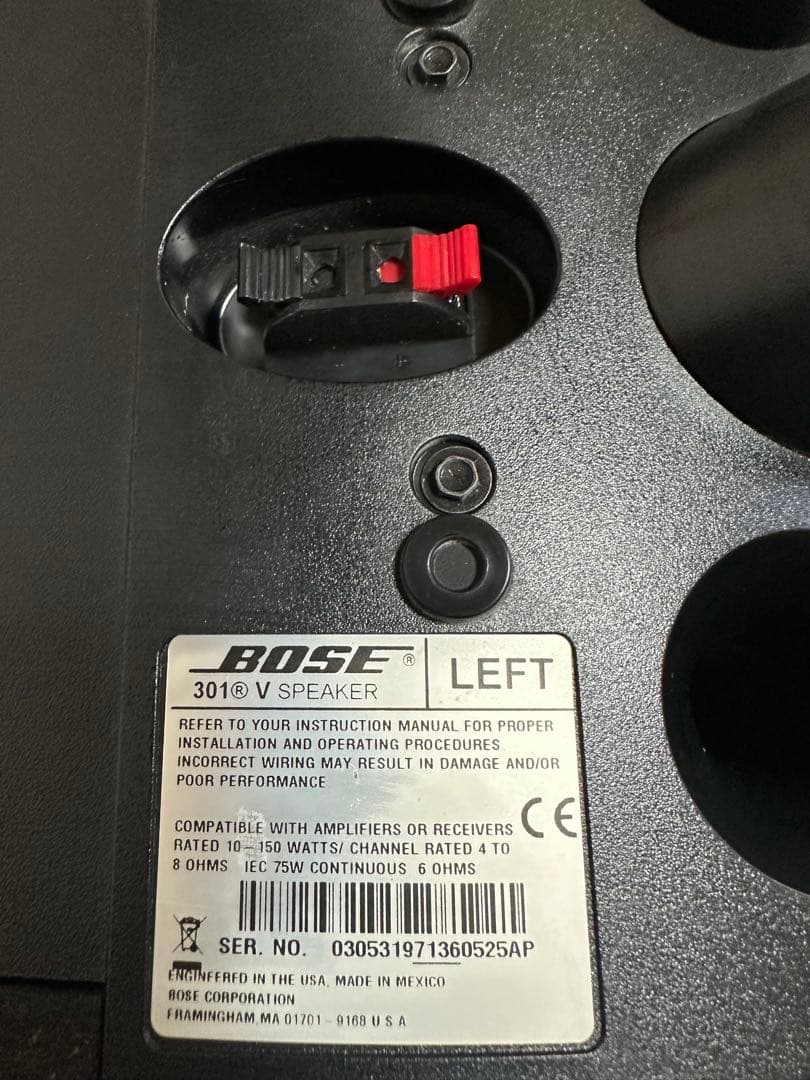 BOSE® LEFT
301® V SPEAKER
REFER TO YOUR INSTRUCTION MANUAL FOR PROPER
INSTALLATION AND OPERATING PROCEDURES.
INCORRECT WIRING MAY RESULT IN DAMAGE AND/OR
POOR PERFORMANCE
COMPATIBLE WITH AMPLIFIERS OR RECEIVERS CE
RATED 10-150 WATTS/ CHANNEL RATED 4 TO
8 OHMS IEC 75W CONTINUOUS 6 OHMS
SER. NO. 030531971360525AP
ENGINEERED IN THE USA, MADE IN MEXICO
BOSE CORPORATION
FRAMINGHAM, MA 01701 - 9168 U S A